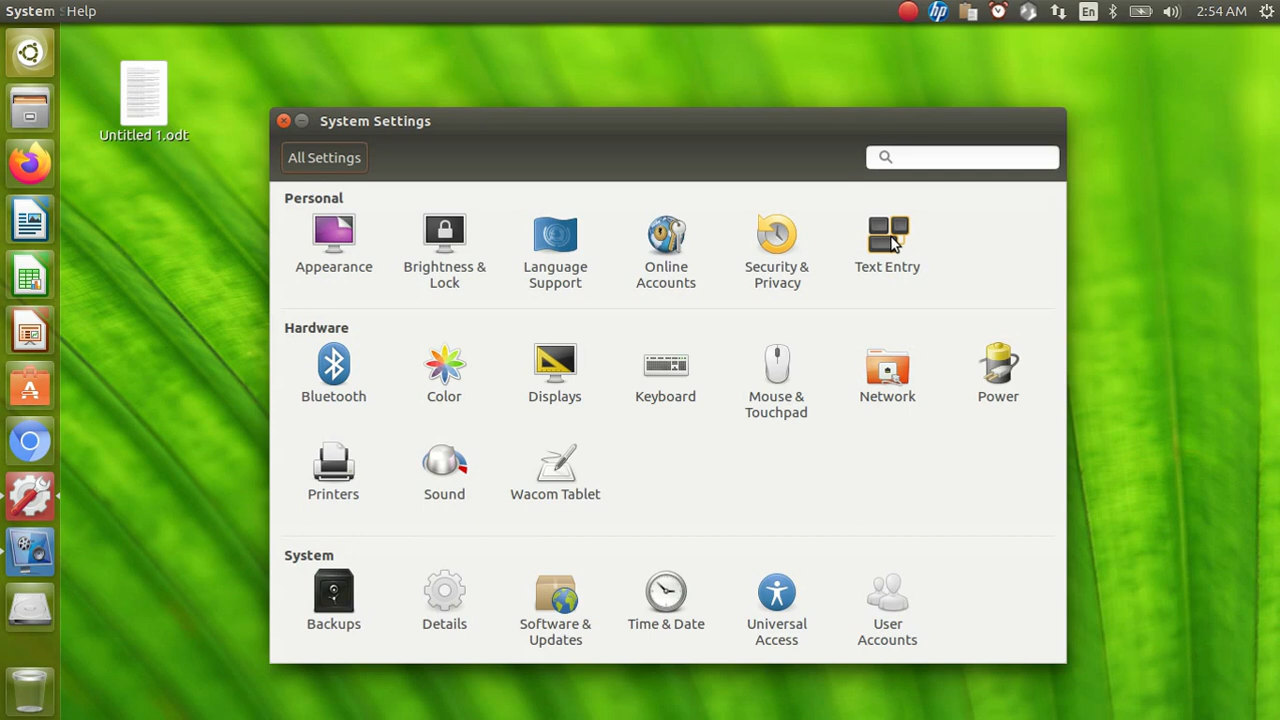 System Help
hp
En
2:54 AM
Untitled 1.odt
System Settings
All Settings
Personal
Appearance
Brightness &
Lock
Language
Support
Online
Accounts
Security &
Privacy
Text Entry
Hardware
Bluetooth
Color
Displays
Keyboard
Mouse &
Touchpad
Network
Power
Printers
Sound
Wacom Tablet
System
Backups
Details
Software &
Updates
Time & Date
Universal
Access
User
Accounts